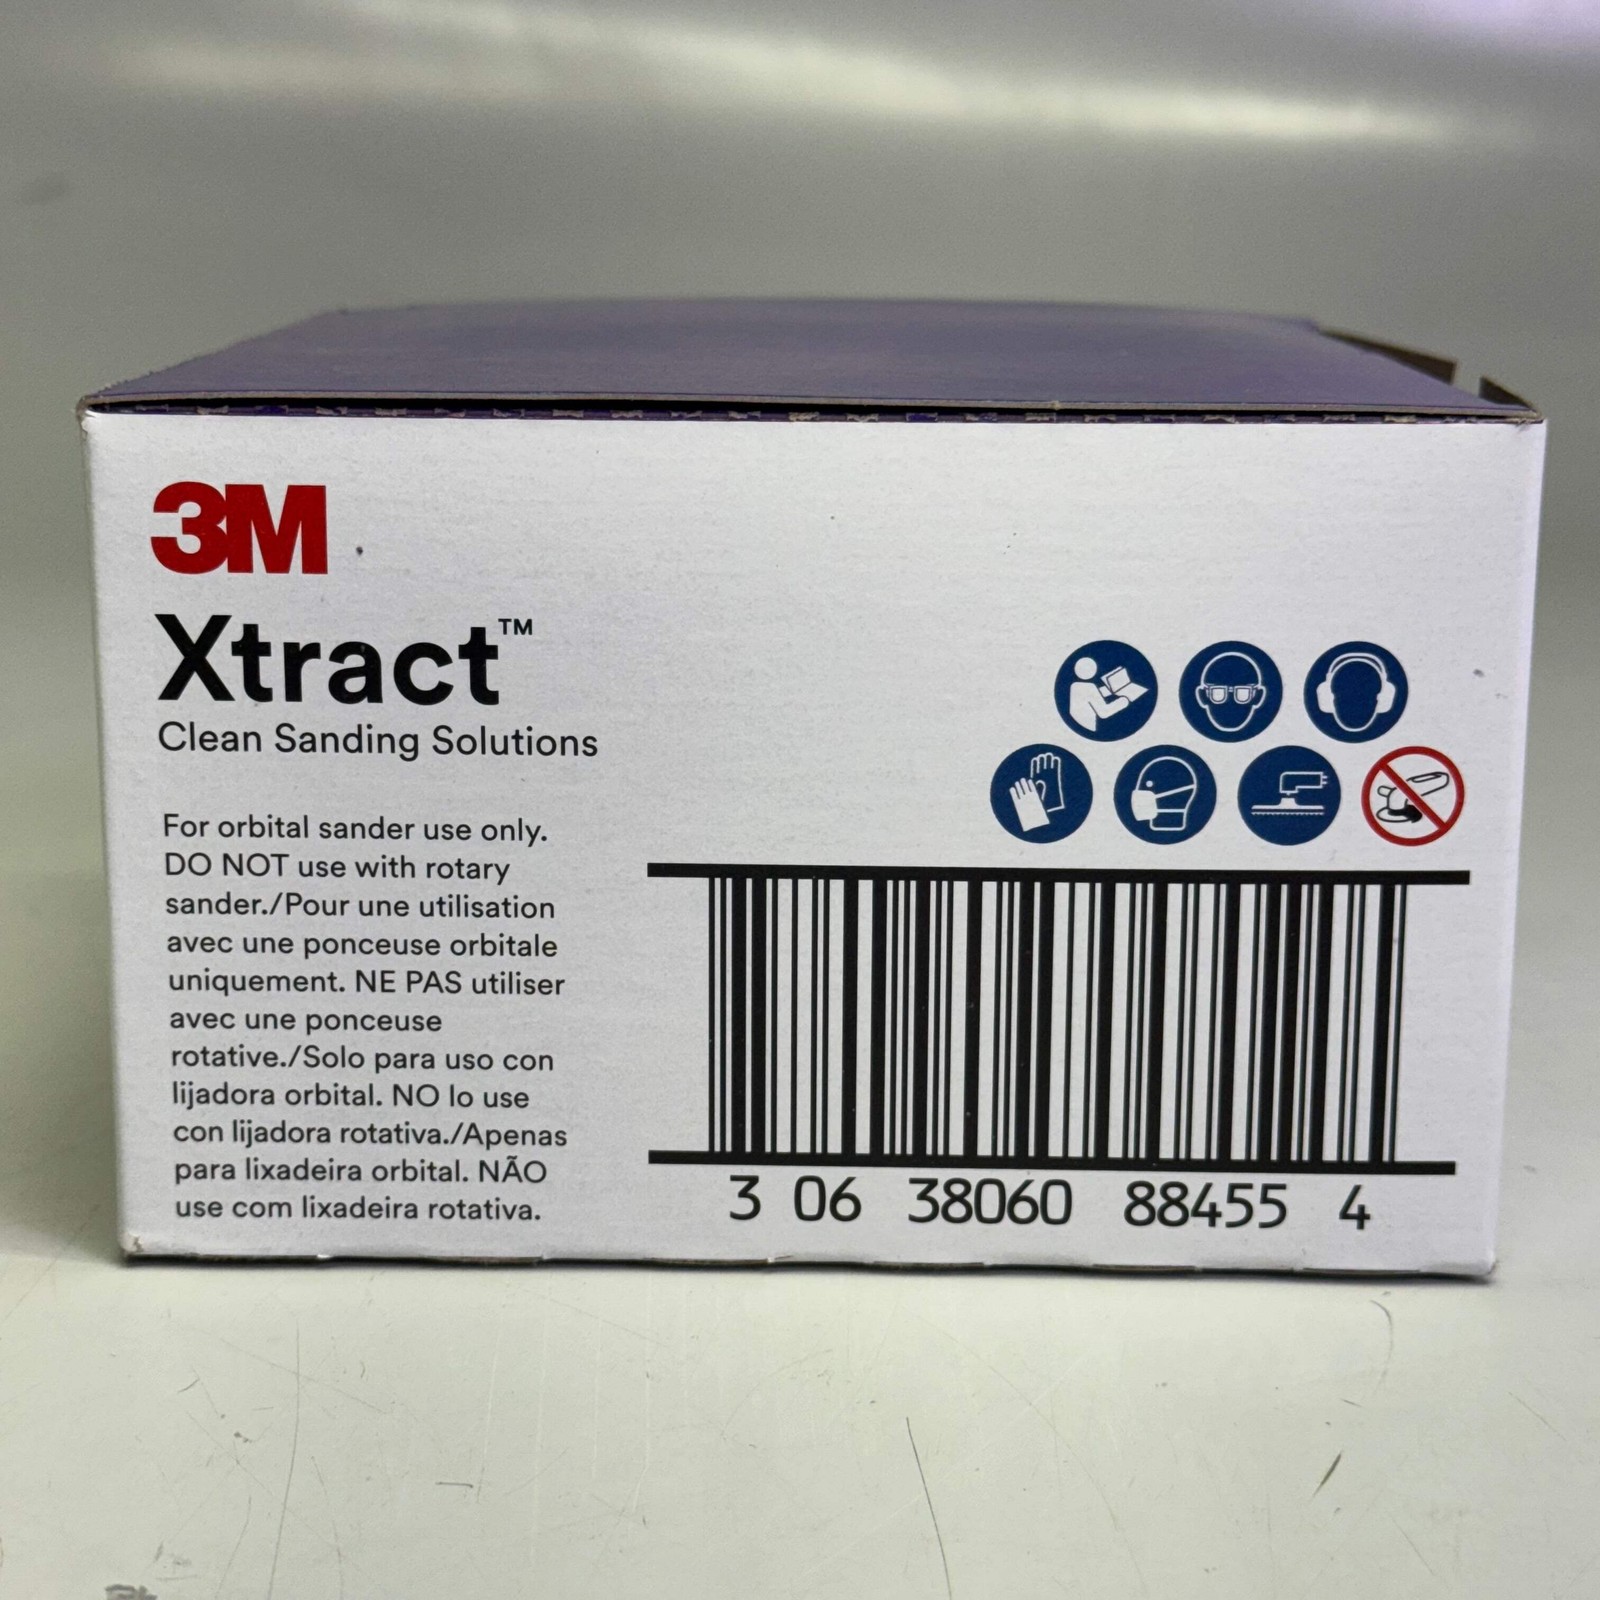 3M
Xtract™
Clean Sanding Solutions
For orbital sander use only.
DO NOT use with rotary
sander./Pour une utilisation
avec une ponceuse orbitale
uniquement. NE PAS utiliser
avec une ponceuse
rotative./Solo para uso con
lijadora orbital. NO lo use
con lijadora rotativa./Apenas
para lixadeira orbital. NÃO
use com lixadeira rotativa.
3 06 38060 88455 4